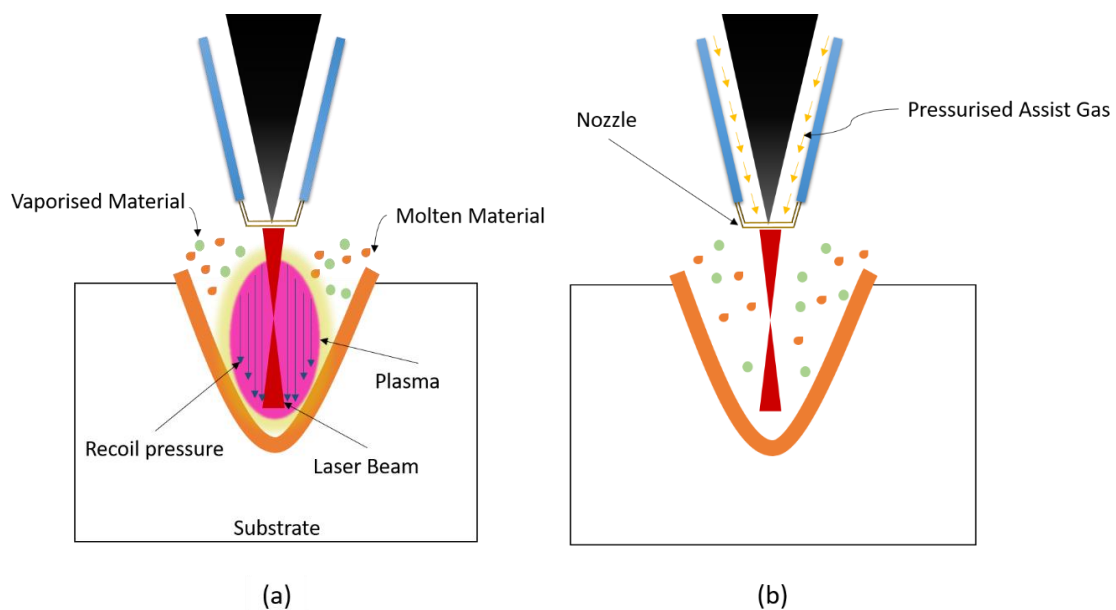 Vaporised Material
Molten Material
Plasma
Recoil pressure
Laser Beam
Substrate
(a)
Nozzle
Pressurised Assist Gas
(b)